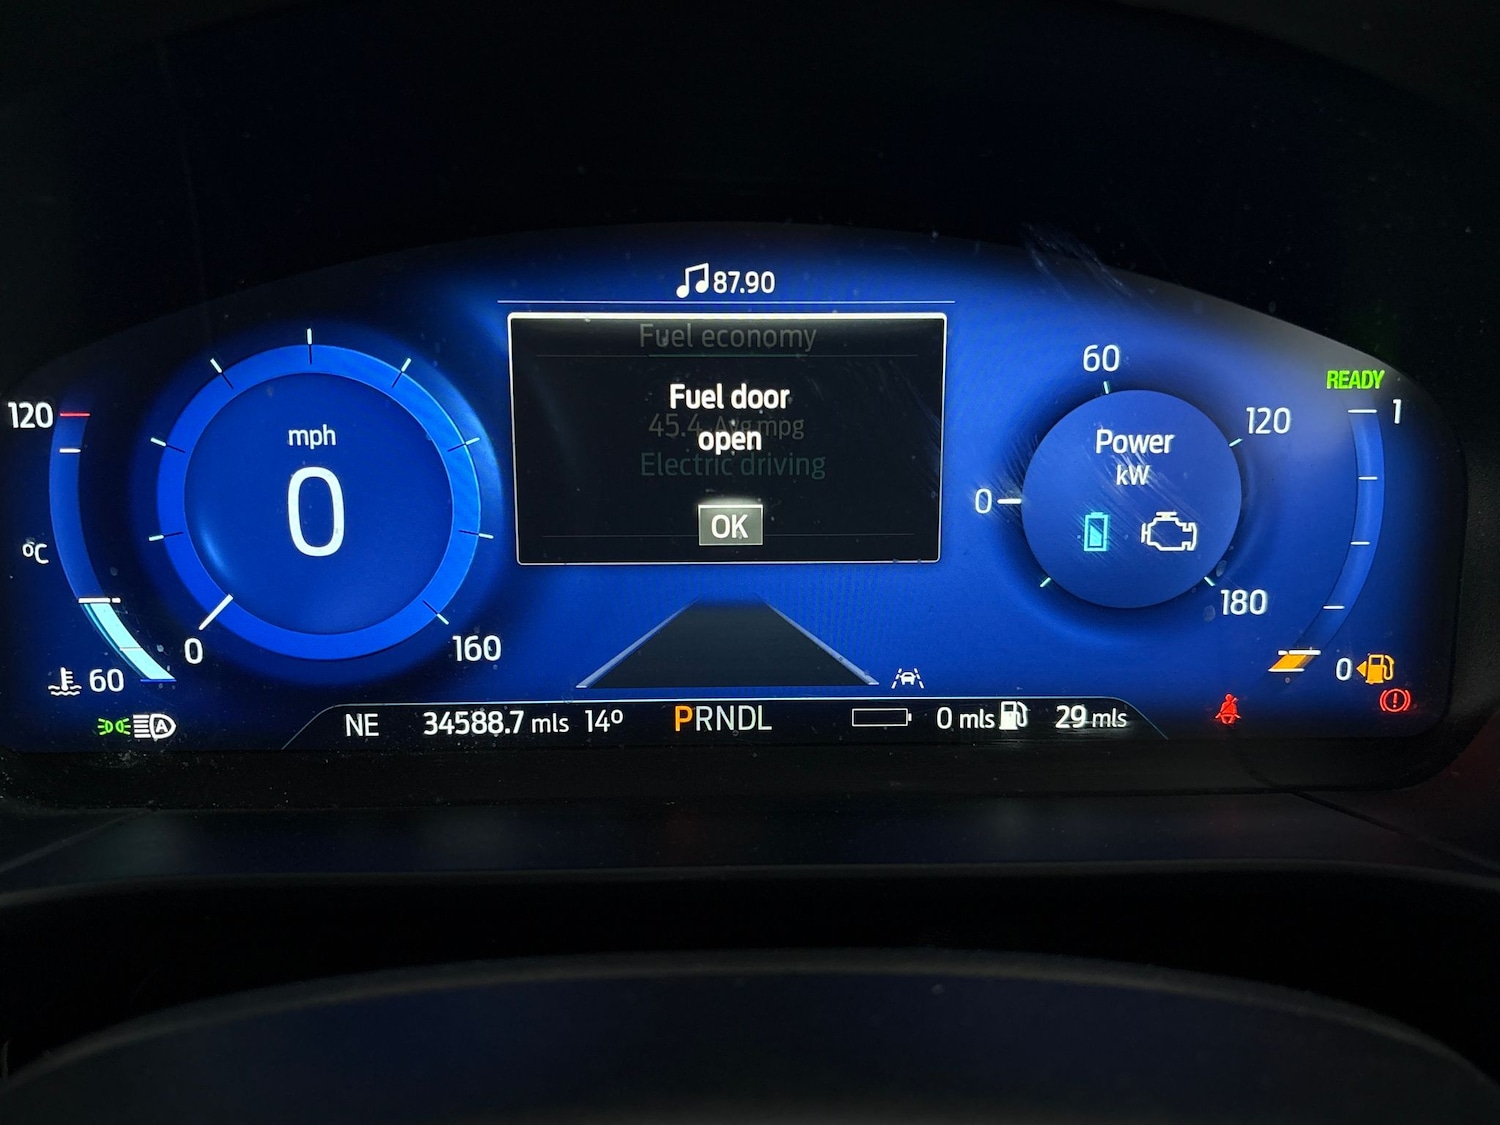 87.90
Fuel economy
Fuel door
45.4 Avg mpg
open
Electric driving
OK
120
ºC
60
mph
0
0
160
60
0
120
180
Power
kW
READY
1
0
A
NE 34588.7 mls 14º PRNDL 0 mls 29 mls